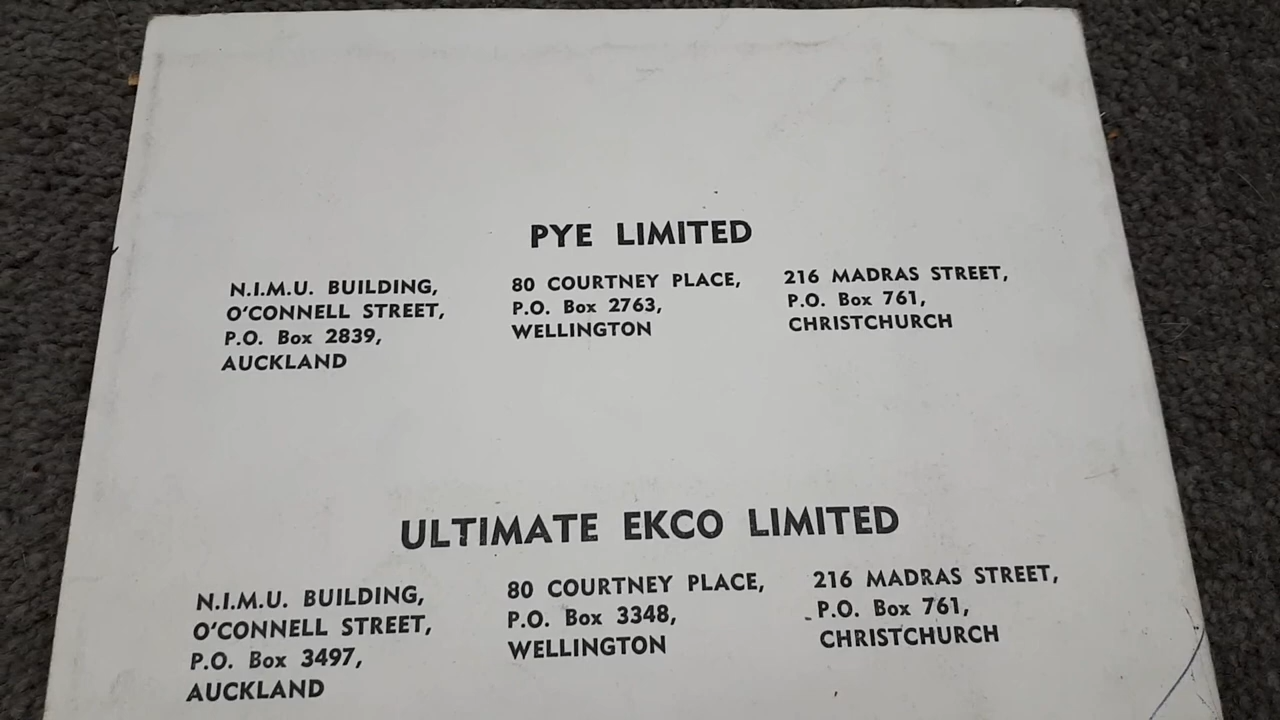 PYE LIMITED
N.I.M.U. BUILDING,
O'CONNELL STREET,
P.O. Box 2839,
AUCKLAND
80 COURTNEY PLACE,
P.O. Box 2763,
WELLINGTON
216 MADRAS STREET,
P.O. Box 761,
CHRISTCHURCH
ULTIMATE EKCO LIMITED
N.I.M.U. BUILDING,
O'CONNELL STREET,
P.O. Box 3497,
AUCKLAND
80 COURTNEY PLACE,
P.O. Box 3348,
WELLINGTON
216 MADRAS STREET,
P.O. Box 761,
CHRISTCHURCH